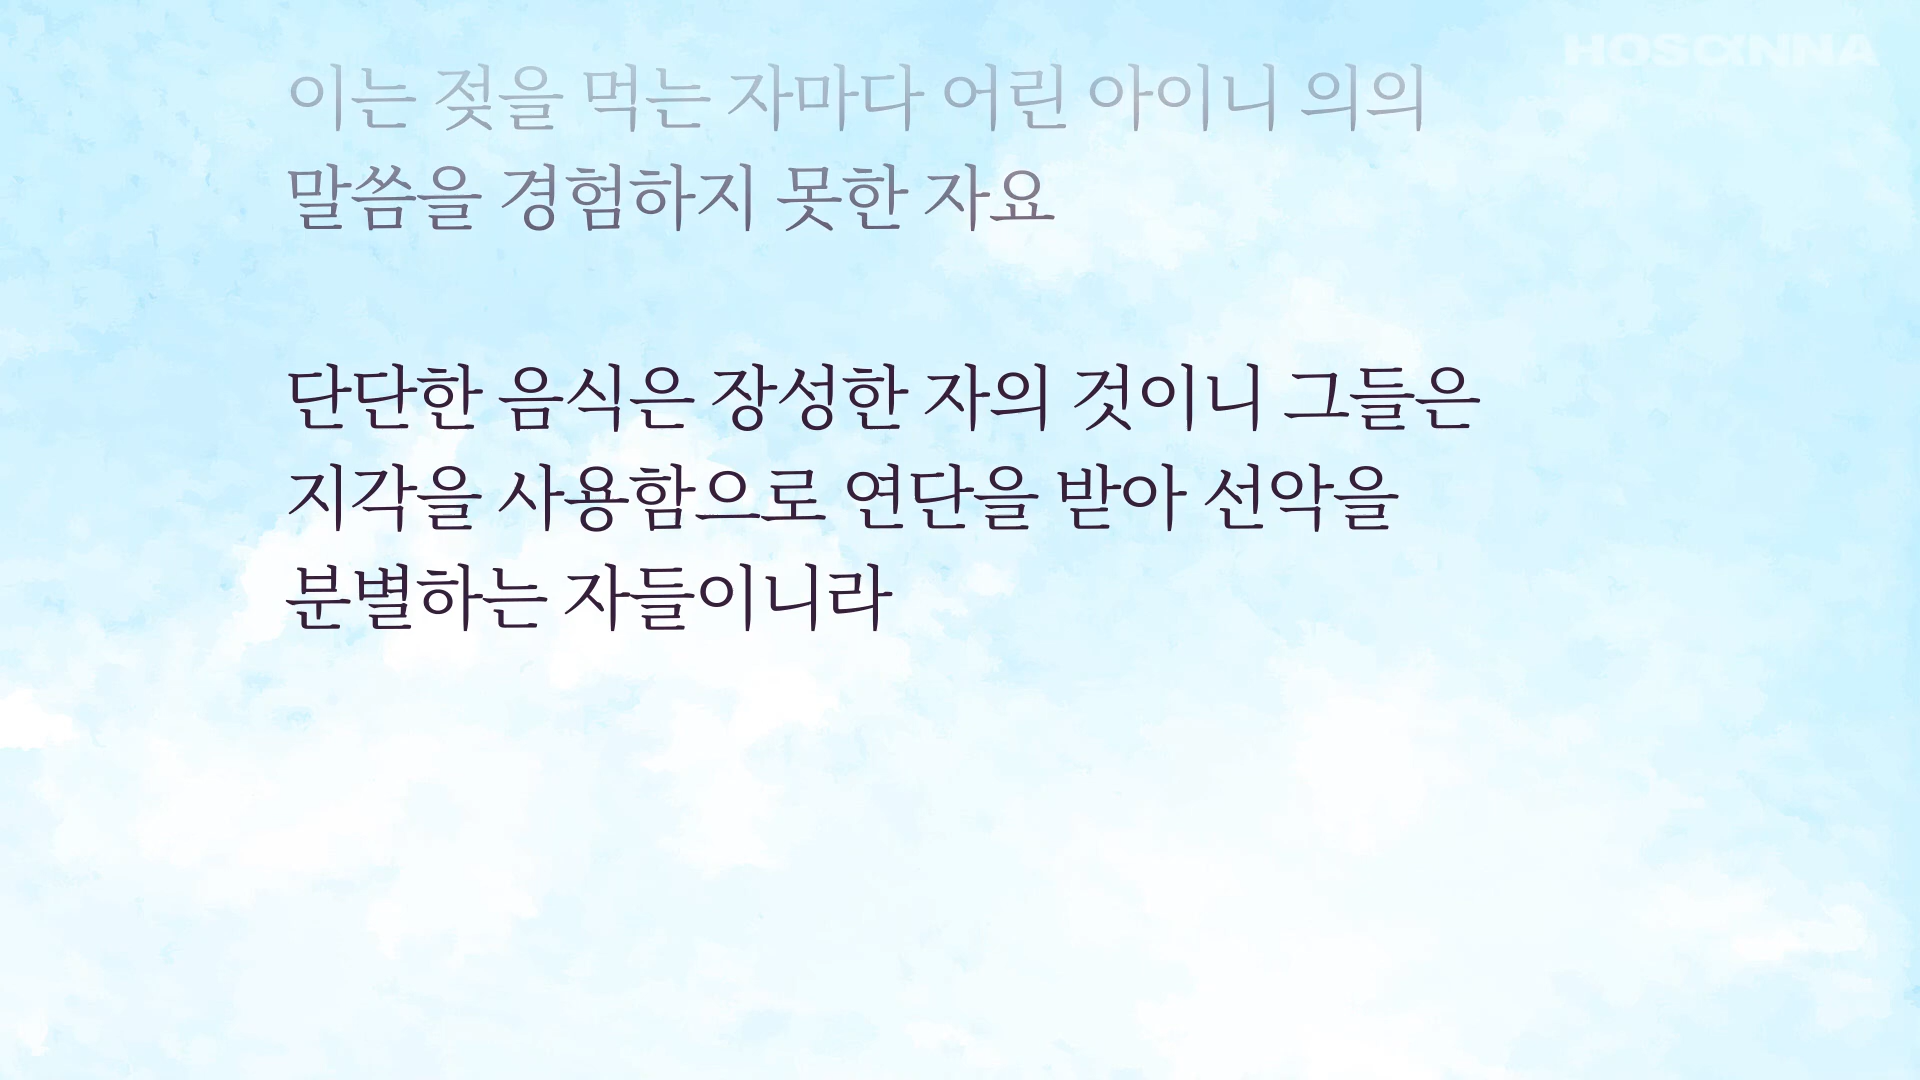 HOSANNA
이는 젖을 먹는 자마다 어린 아이니 의의
말씀을 경험하지 못한 자요
단단한 음식은 장성한 자의 것이니 그들은
지각을 사용함으로 연단을 받아 선악을
분별하는 자들이니라